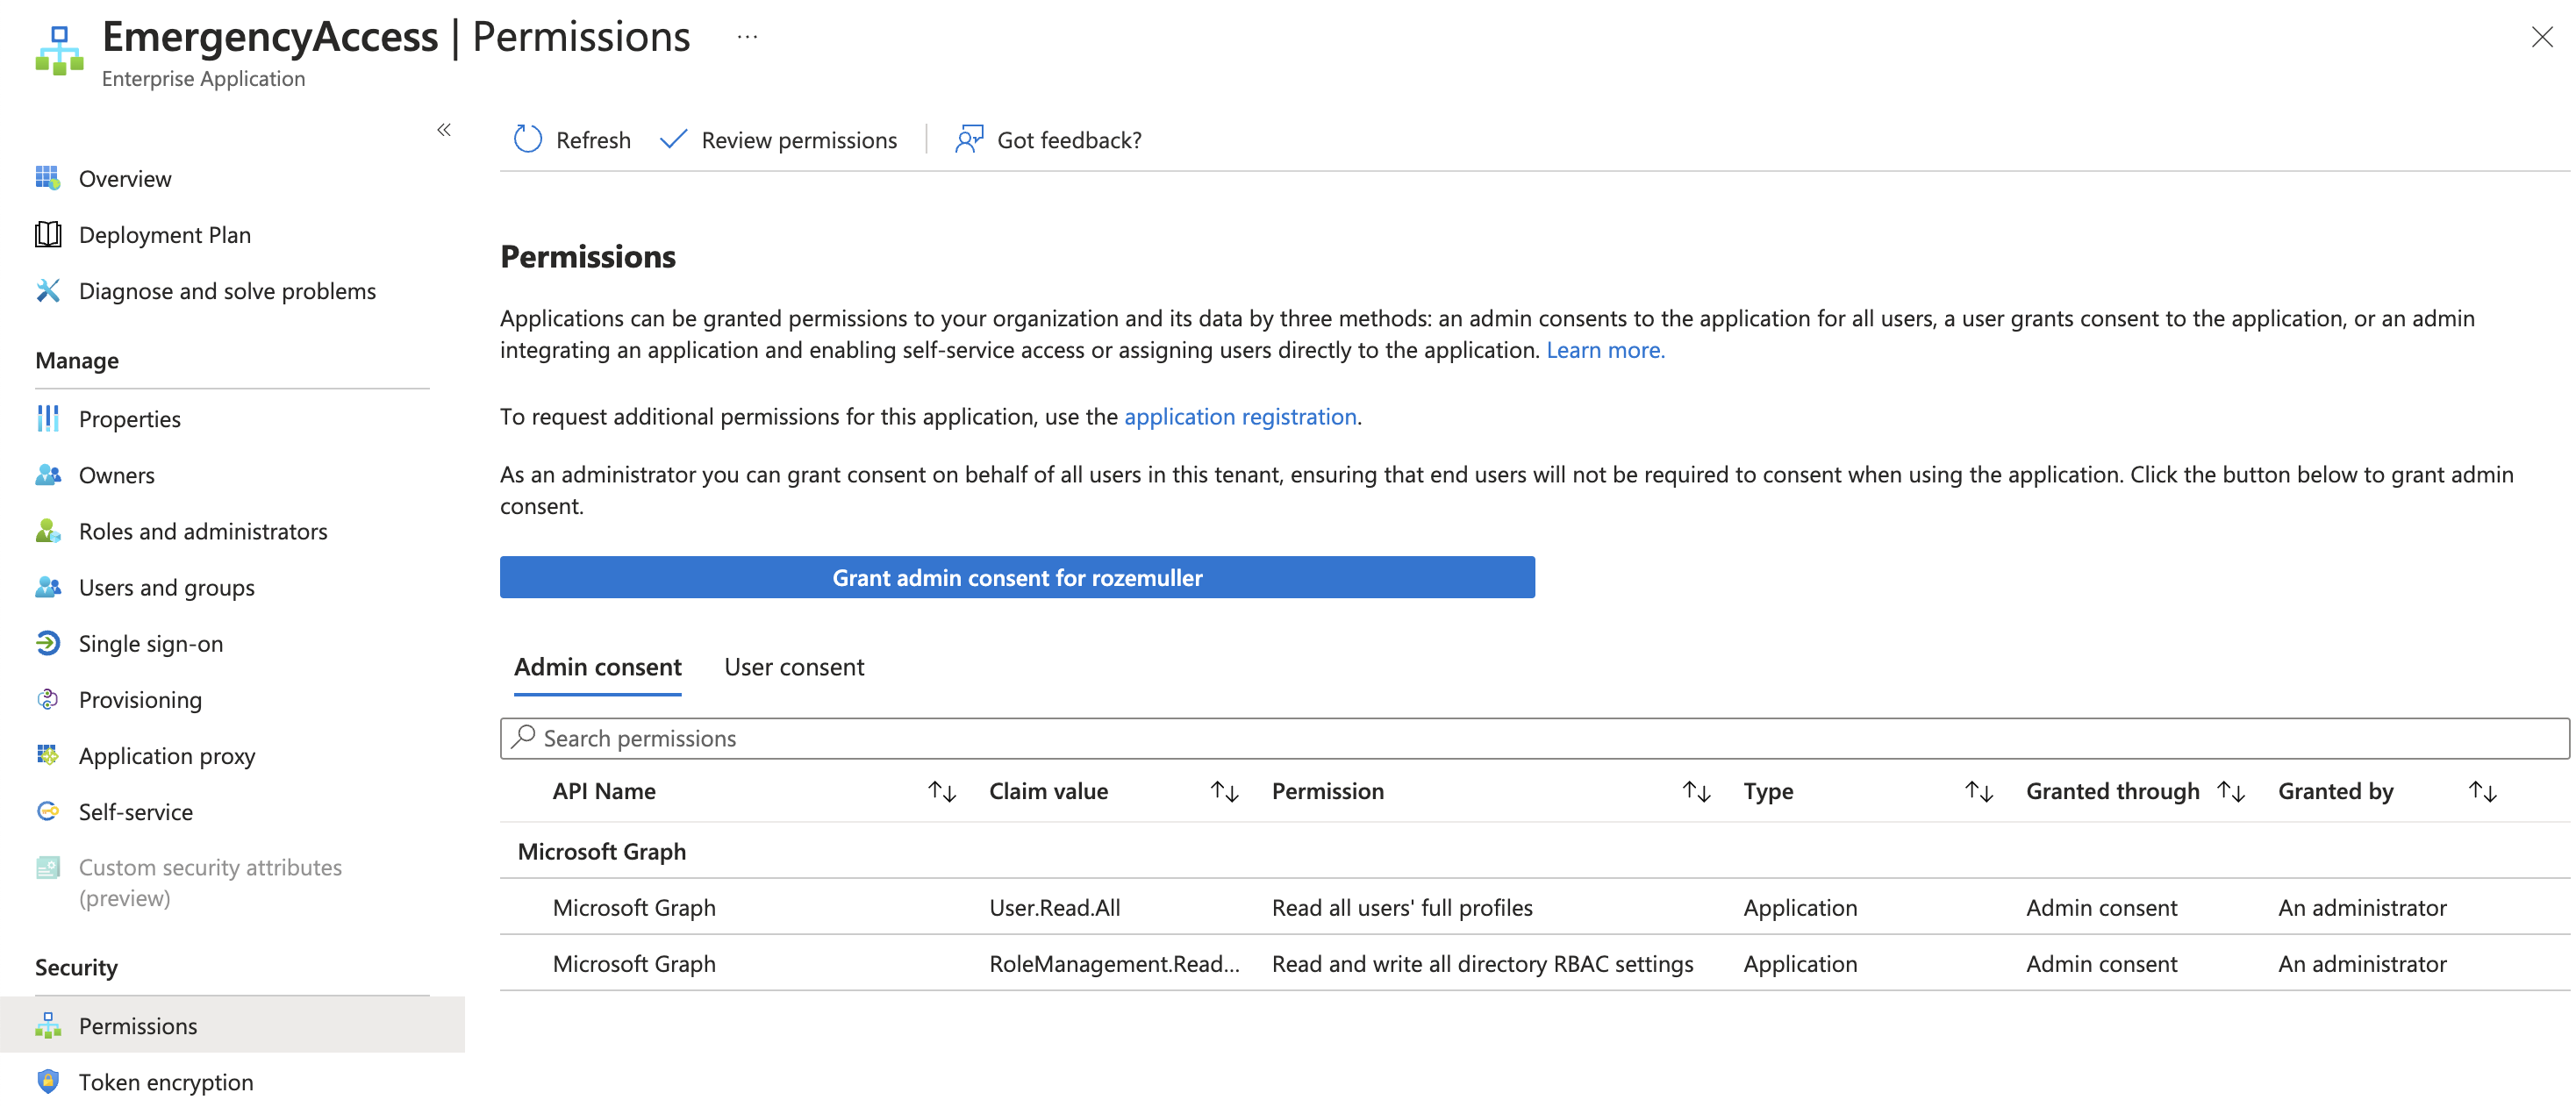 EmergencyAccess | Permissions ...
Enterprise Application
Refresh Review permissions Got feedback?
Overview
Deployment Plan
Diagnose and solve problems
Manage
Properties
Owners
Roles and administrators
Users and groups
Single sign-on
Provisioning
Application proxy
Self-service
Custom security attributes
(preview)
Security
Permissions
Token encryption
Permissions
Applications can be granted permissions to your organization and its data by three methods: an admin consents to the application for all users, a user grants consent to the application, or an admin
integrating an application and enabling self-service access or assigning users directly to the application. Learn more.
To request additional permissions for this application, use the application registration.
As an administrator you can grant consent on behalf of all users in this tenant, ensuring that end users will not be required to consent when using the application. Click the button below to grant admin
consent.
Grant admin consent for rozemuller
Admin consent User consent
Search permissions
API Name Claim value Permission Type Granted through Granted by
Microsoft Graph
Microsoft Graph User.Read.All Read all users' full profiles Application Admin consent An administrator
Microsoft Graph RoleManagement.Read... Read and write all directory RBAC settings Application Admin consent An administrator